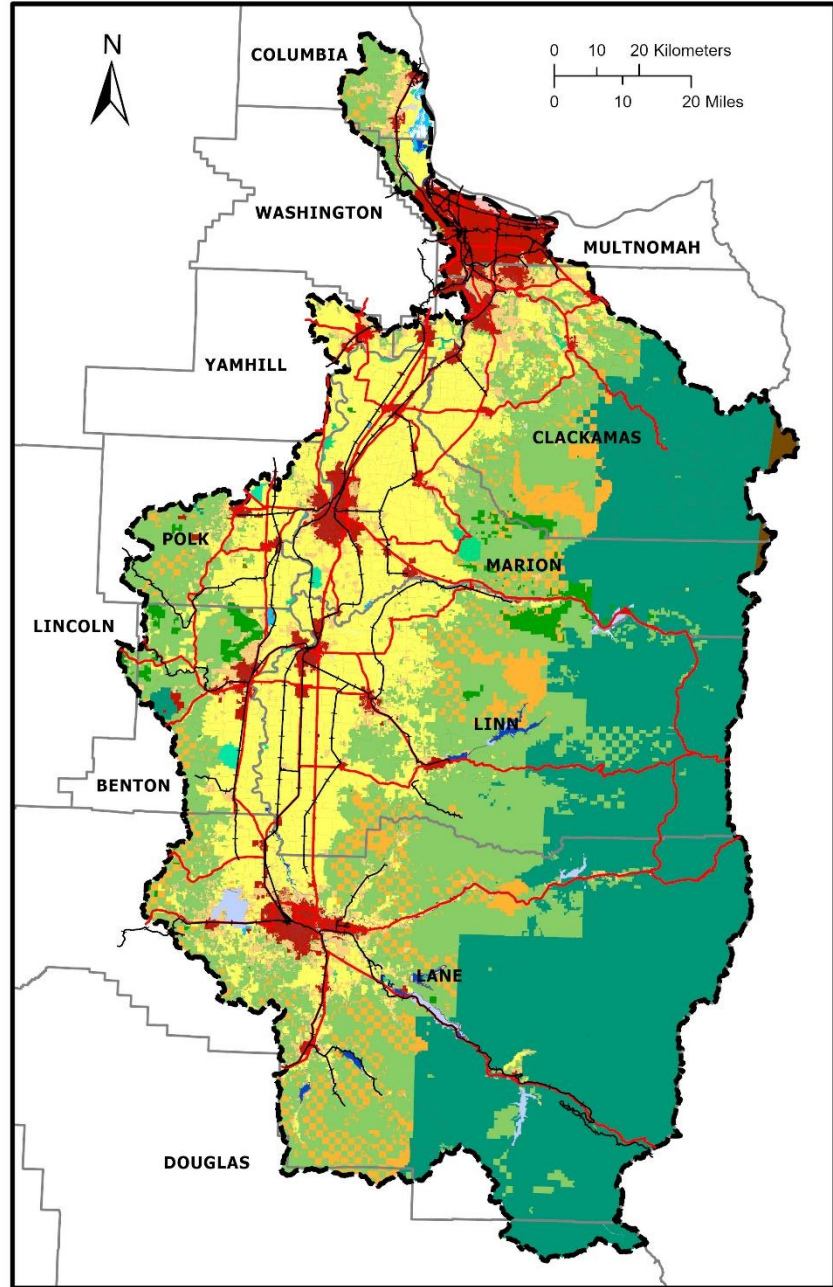 N
COLUMBIA
0 10 20 Kilometers
0 10 20 Miles
WASHINGTON
MULTNOMAH
YAMHILL
CLACKAMAS
POLK
MARION
LINCOLN
LINN
BENTON
LANE
DOUGLAS